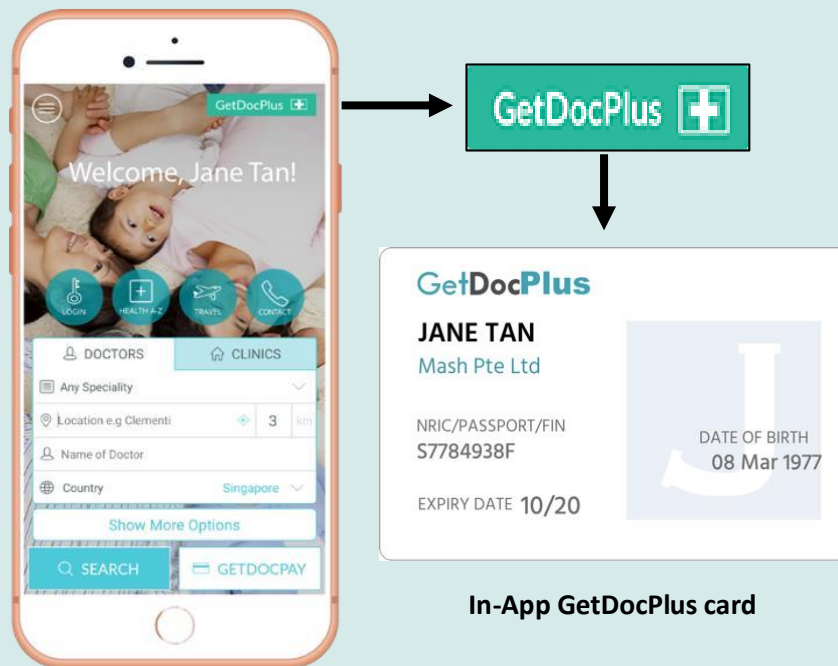 GetDocPlus
Welcome, Jane Tan!
LOGIN
HEALTH A-Z
TRAVEL
CONTACT
DOCTORS
CLINICS
Any Speciality
Location e.g Clementi
3
km
Name of Doctor
Country
Singapore
Show More Options
SEARCH
GETDOCPAY
GetDocPlus
GetDocPlus
JANE TAN
Mash Pte Ltd
NRIC/PASSPORT/FIN
S7784938F
DATE OF BIRTH
08 Mar 1977
EXPIRY DATE 10/20
J
In-App GetDocPlus card